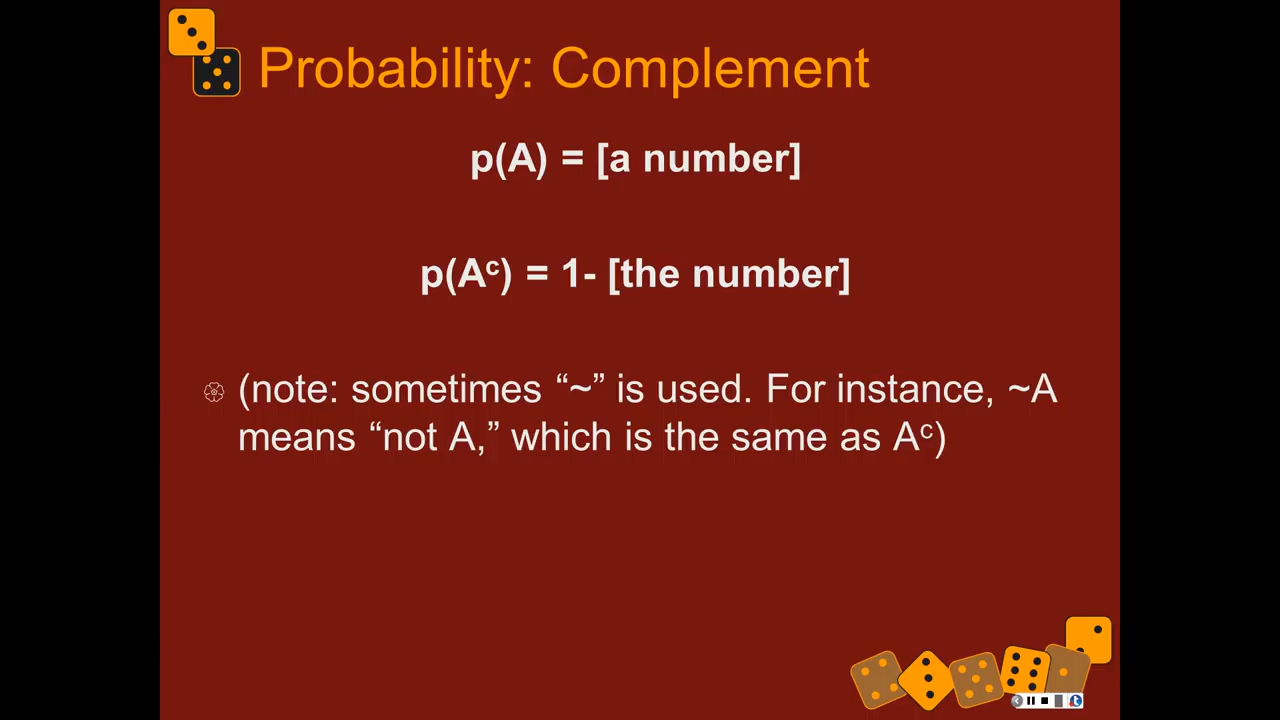 Probability: Complement
p(A) = [a number]
p(Aᶜ) = 1- [the number]
(note: sometimes “~” is used. For instance, ~A
means “not A,” which is the same as Aᶜ)